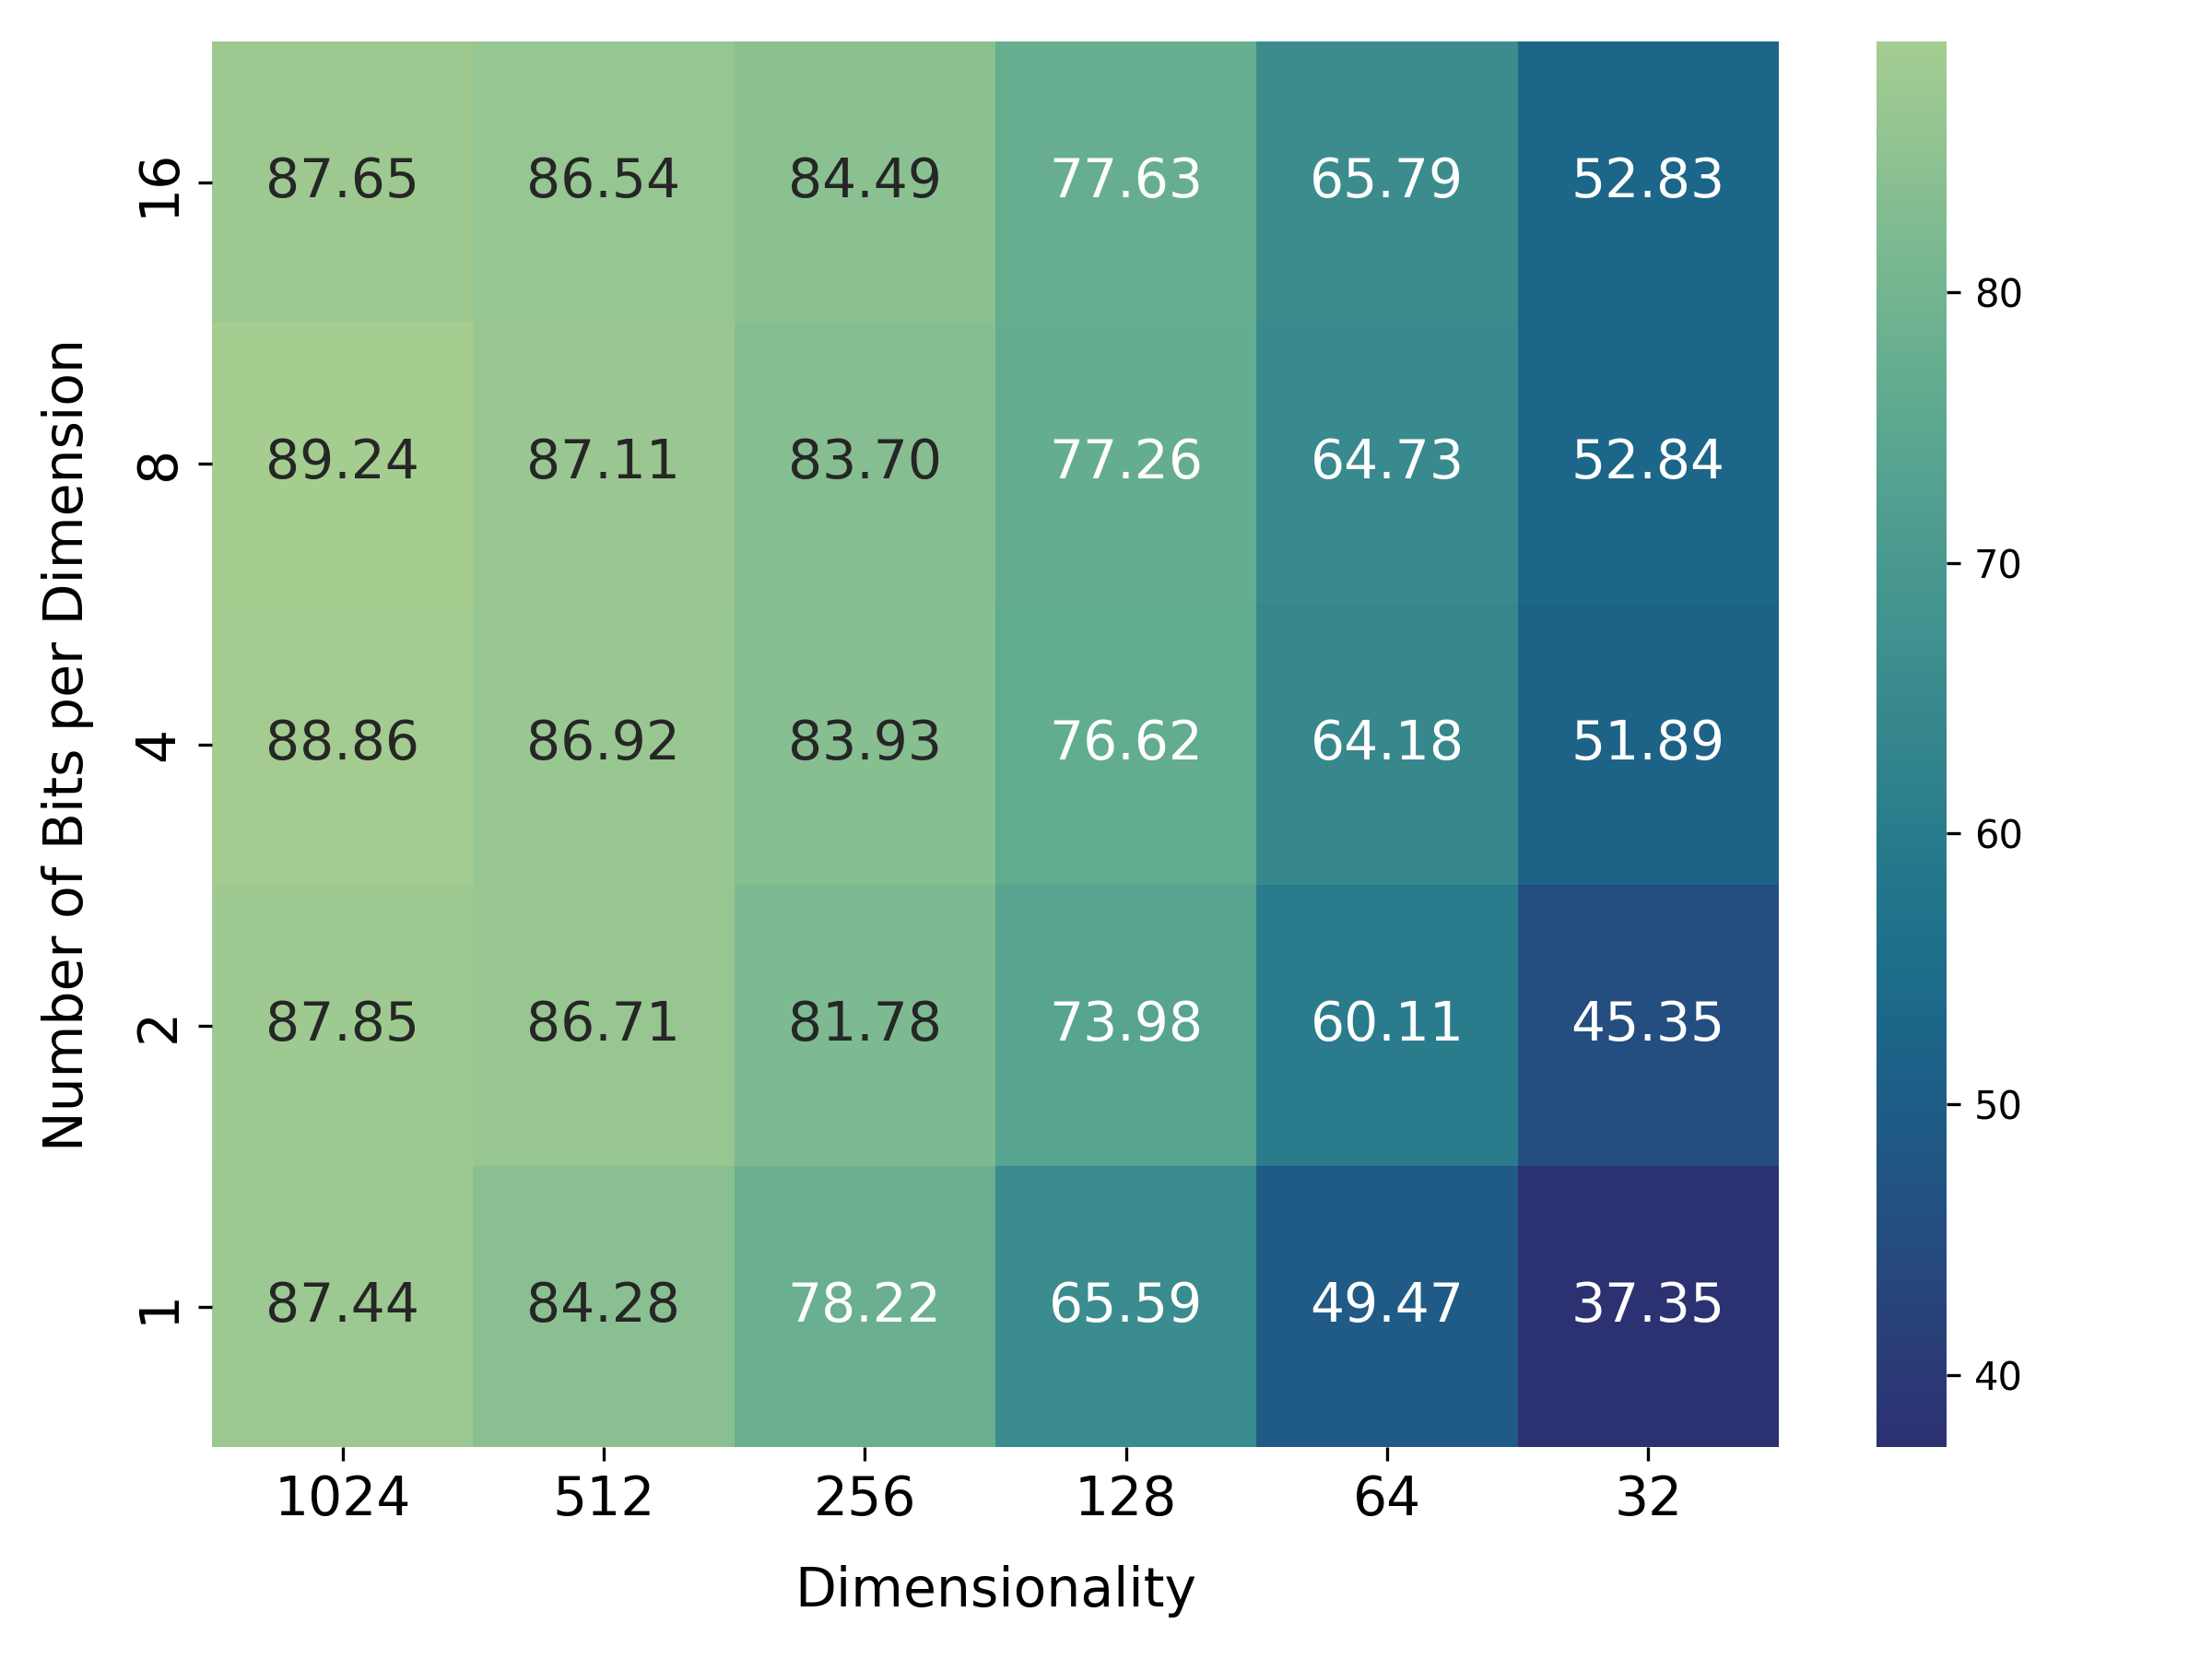 Number of Bits per Dimension
16 87.65 86.54 84.49 77.63 65.79 52.83
8 89.24 87.11 83.70 77.26 64.73 52.84
4 88.86 86.92 83.93 76.62 64.18 51.89
2 87.85 86.71 81.78 73.98 60.11 45.35
1 87.44 84.28 78.22 65.59 49.47 37.35
1024 512 256 128 64 32
Dimensionality
80
70
60
50
40